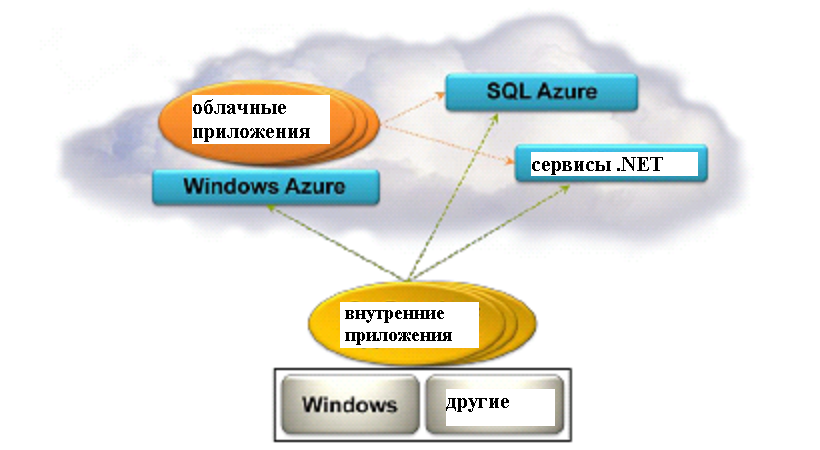 облачные
приложения
SQL Azure
сервисы .NET
Windows Azure
внутренние
приложения
Windows
другие